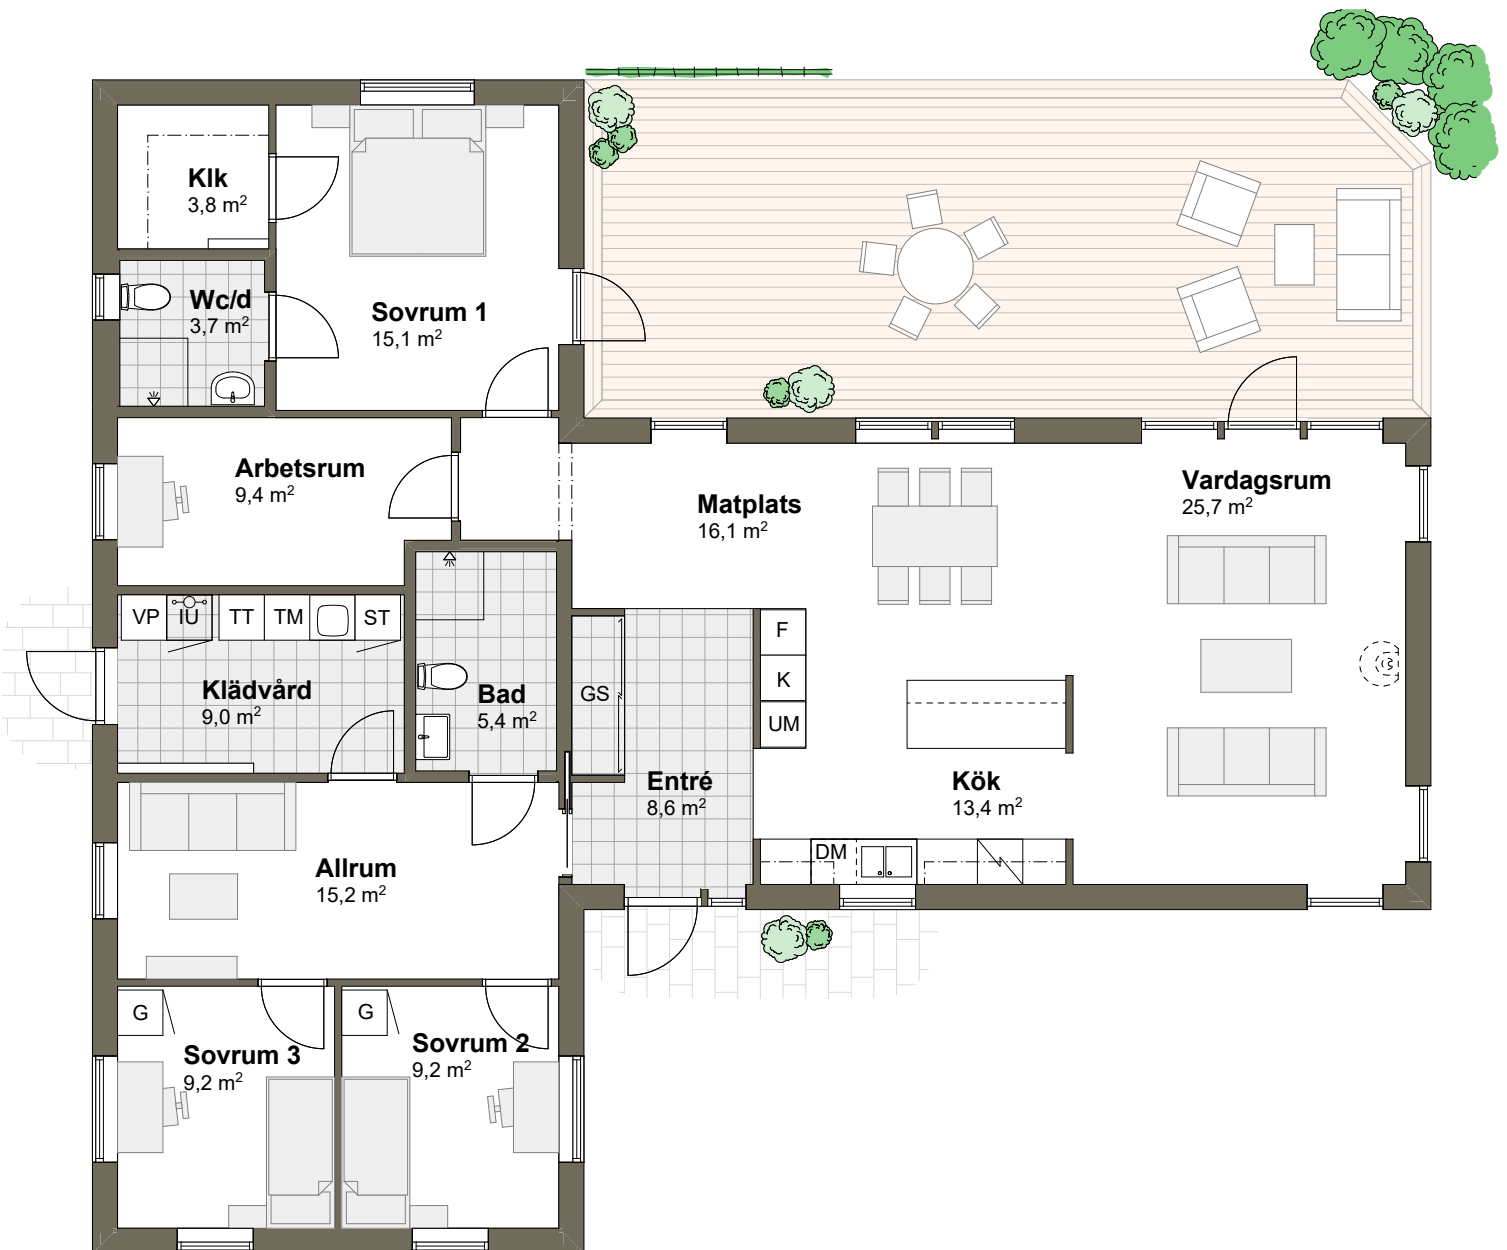 Klk
3,8 m²
Wc/d
3,7 m²
Sovrum 1
15,1 m²
Arbetsrum
9,4 m²
Matplats
16,1 m²
Vardagsrum
25,7 m²
VP
IU
TT
TM
ST
Klädvård
9,0 m²
Bad
5,4 m²
GS
F
K
UM
Entré
8,6 m²
Kök
13,4 m²
DM
Allrum
15,2 m²
G
Sovrum 3
9,2 m²
G
Sovrum 2
9,2 m²